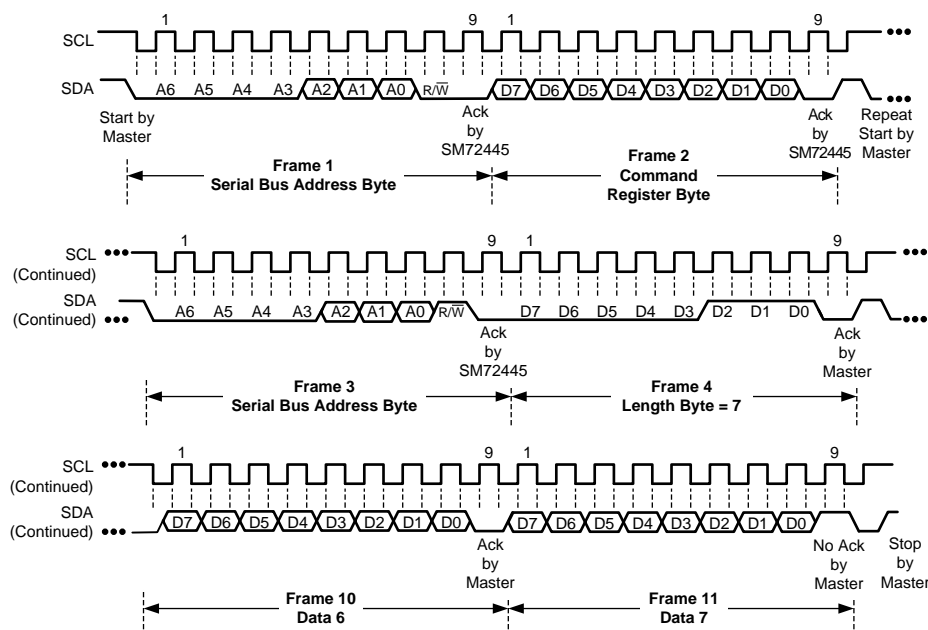 1 9 1 9
SCL •••
SDA A6 A5 A4 A3 A2 A1 A0 R/W̅ D7 D6 D5 D4 D3 D2 D1 D0 •••
Start by
Master
Ack
by
SM72445
Ack
by
SM72445
Repeat
Start by
Master
Frame 1
Serial Bus Address Byte
Frame 2
Command
Register Byte
1 9 1 9
SCL
(Continued)
••• •••
SDA
(Continued)
••• A6 A5 A4 A3 A2 A1 A0 R/W̅ D7 D6 D5 D4 D3 D2 D1 D0 •••
Ack
by
SM72445
Ack
by
Master
Frame 3
Serial Bus Address Byte
Frame 4
Length Byte = 7
1 9 1 9
SCL
(Continued)
•••
SDA
(Continued)
••• D7 D6 D5 D4 D3 D2 D1 D0 D7 D6 D5 D4 D3 D2 D1 D0
Ack
by
Master
No Ack
by
Master
Stop
by
Master
Frame 10
Data 6
Frame 11
Data 7